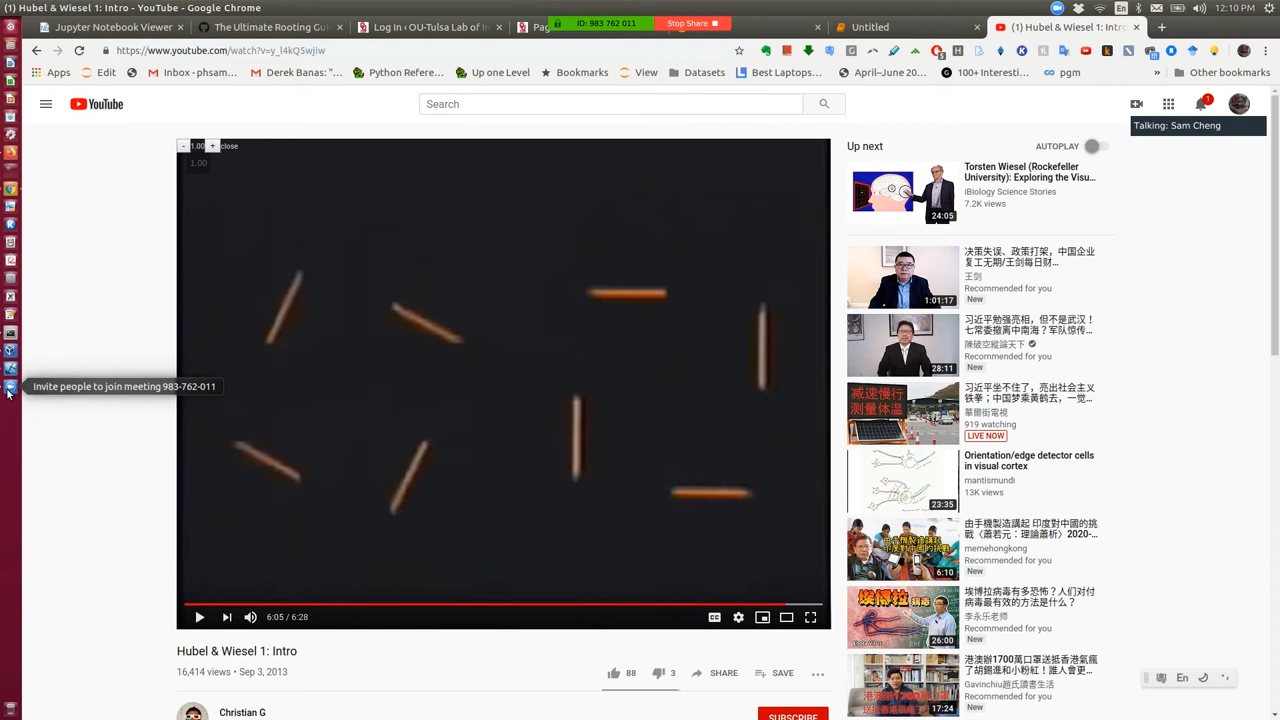 (1) Hubel & Wiesel 1: Intro - YouTube - Google Chrome
En
12:10 PM
Jupyter Notebook Viewer
The Ultimate Rooting Gui
Log In ‹ OU-Tulsa Lab of I
Pag
ID: 983 762 011
Stop Share
Untitled
(1) Hubel & Wiesel 1: Intro
https://www.youtube.com/watch?v=y_l4kQ5wjiw
Apps
Edit
Inbox - phsam...
Derek Banas: "...
Python Refere...
Up one Level
Bookmarks
View
Datasets
Best Laptops...
April–June 20...
100+ Interesti...
pgm
»
Other bookmarks
YouTube
Search
1
Talking: Sam Cheng
- 1.00 + close
1.00
Invite people to join meeting 983-762-011
6:05 / 6:28
Hubel & Wiesel 1: Intro
16,414 views • Sep 3, 2013
88
3
SHARE
SAVE
Christian G
SUBSCRIBE
Up next
AUTOPLAY
Torsten Wiesel (Rockefeller
University): Exploring the Visu...
iBiology Science Stories
7.2K views
24:05
决策失误、政策打架，中国企业
复工无期/王剑每日财...
王剑
Recommended for you
New
1:01:17
习近平勉强亮相，但不是武汉！
七常委撤离中南海？军队惊传...
陳破空縱論天下
Recommended for you
New
28:11
习近平坐不住了，亮出社会主义
铁拳；中国梦乘黄鹤去，一觉...
華爾街電視
919 watching
LIVE NOW
减速慢行
测量体温
Orientation/edge detector cells
in visual cortex
mantismundi
13K views
23:35
由手機製造講起 印度對中國的挑
戰〈蕭若元：理論蕭析〉2020-...
memehongkong
Recommended for you
New
6:10
埃博拉病毒有多恐怖？人们对付
病毒最有效的方法是什么？
李永乐老师
Recommended for you
New
埃博拉病毒
26:00
港澳辦1700萬口罩送抵香港氣瘋
了胡錫進和小粉紅！誰人會更...
Gavinchiu趙氏讀書生活
Recommended for you
New
17:24
En